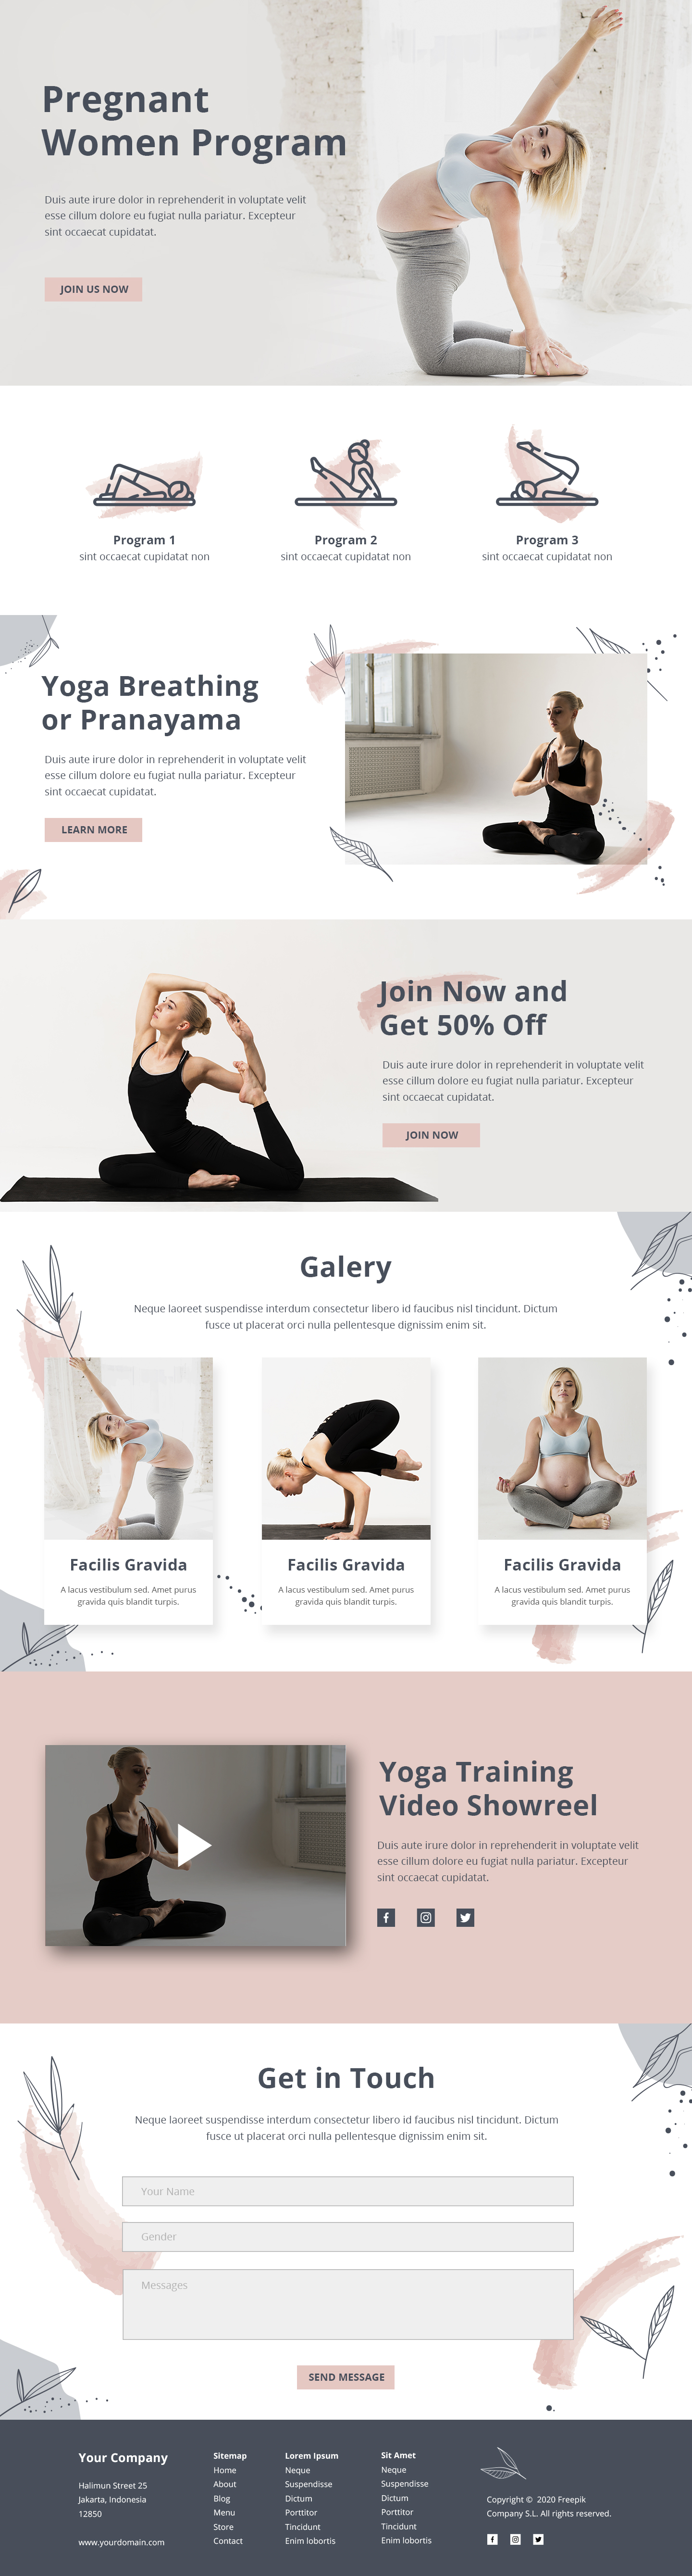 Pregnant
Women Program
Duis aute irure dolor in reprehenderit in voluptate velit
esse cillum dolore eu fugiat nulla pariatur. Excepteur
sint occaecat cupidatat.
JOIN US NOW
Program 1
sint occaecat cupidatat non
Program 2
sint occaecat cupidatat non
Program 3
sint occaecat cupidatat non
Yoga Breathing
or Pranayama
Duis aute irure dolor in reprehenderit in voluptate velit
esse cillum dolore eu fugiat nulla pariatur. Excepteur
sint occaecat cupidatat.
LEARN MORE
Join Now and
Get 50% Off
Duis aute irure dolor in reprehenderit in voluptate velit
esse cillum dolore eu fugiat nulla pariatur. Excepteur
sint occaecat cupidatat.
JOIN NOW
Galery
Neque laoreet suspendisse interdum consectetur libero id faucibus nisl tincidunt. Dictum
fusce ut placerat orci nulla pellentesque dignissim enim sit.
Facilis Gravida
A lacus vestibulum sed. Amet purus
gravida quis blandit turpis.
Facilis Gravida
A lacus vestibulum sed. Amet purus
gravida quis blandit turpis.
Facilis Gravida
A lacus vestibulum sed. Amet purus
gravida quis blandit turpis.
Yoga Training
Video Showreel
Duis aute irure dolor in reprehenderit in voluptate velit
esse cillum dolore eu fugiat nulla pariatur. Excepteur
sint occaecat cupidatat.
Get in Touch
Neque laoreet suspendisse interdum consectetur libero id faucibus nisl tincidunt. Dictum
fusce ut placerat orci nulla pellentesque dignissim enim sit.
Your Name
Gender
Messages
SEND MESSAGE
Your Company
Halimun Street 25
Jakarta, Indonesia
12850
www.yourdomain.com
Sitemap
Home
About
Blog
Menu
Store
Contact
Lorem Ipsum
Neque
Suspendisse
Dictum
Porttitor
Tincidunt
Enim lobortis
Sit Amet
Neque
Suspendisse
Dictum
Porttitor
Tincidunt
Enim lobortis
Copyright © 2020 Freepik
Company S.L. All rights reserved.